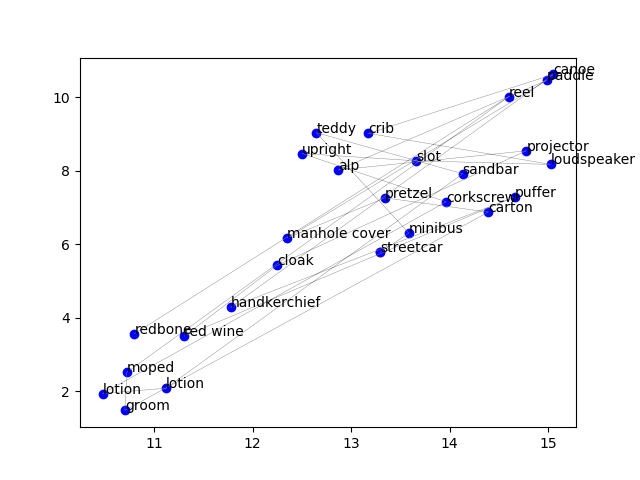 canoe
paddle
reel
teddy
crib
upright
alp
slot
projector
loudspeaker
sandbar
pretzel
corkscrew
puffer
carton
manhole cover
minibus
streetcar
cloak
handkerchief
redbone
red wine
moped
lotion
lotion
groom
10
8
6
4
2
11
12
13
14
15